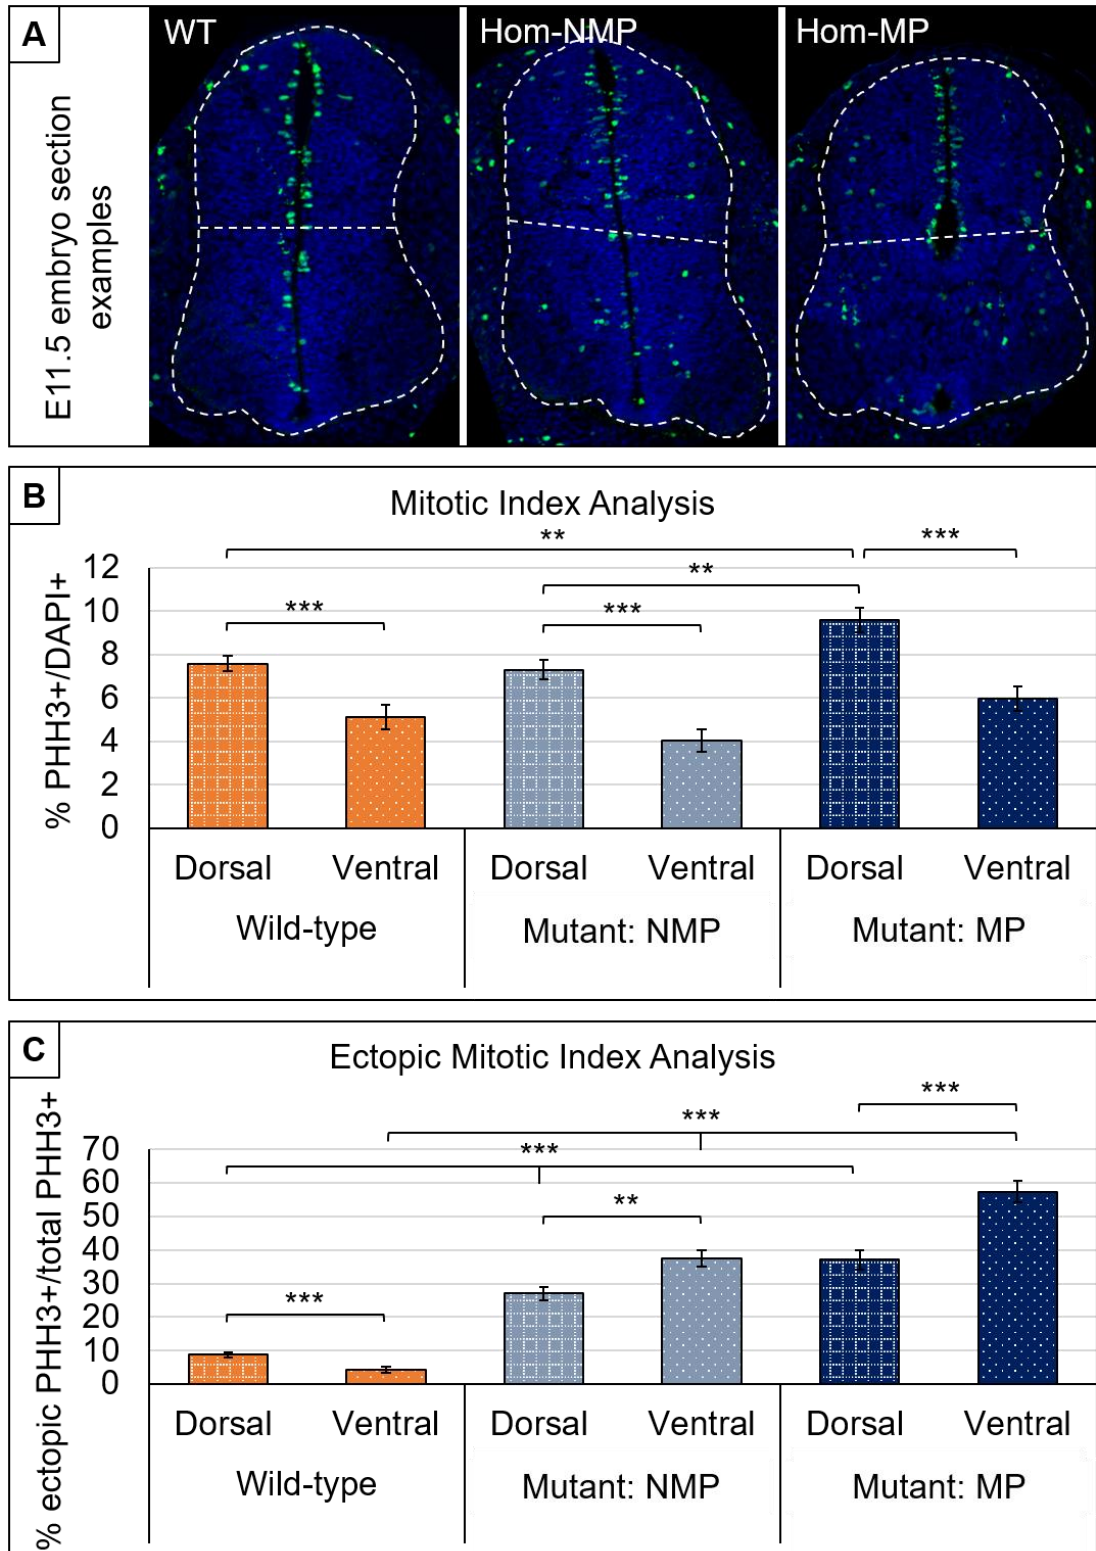 A
E11.5 embryo section
examples
WT
Hom-NMP
Hom-MP
B
Mitotic Index Analysis
% PHH3+/DAPI+
**
***
**
***
***
12
10
8
6
4
2
0
Dorsal Ventral Dorsal Ventral Dorsal Ventral
Wild-type Mutant: NMP Mutant: MP
C
Ectopic Mitotic Index Analysis
% ectopic PHH3+/total PHH3+
***
***
***
**
***
70
60
50
40
30
20
10
0
Dorsal Ventral Dorsal Ventral Dorsal Ventral
Wild-type Mutant: NMP Mutant: MP